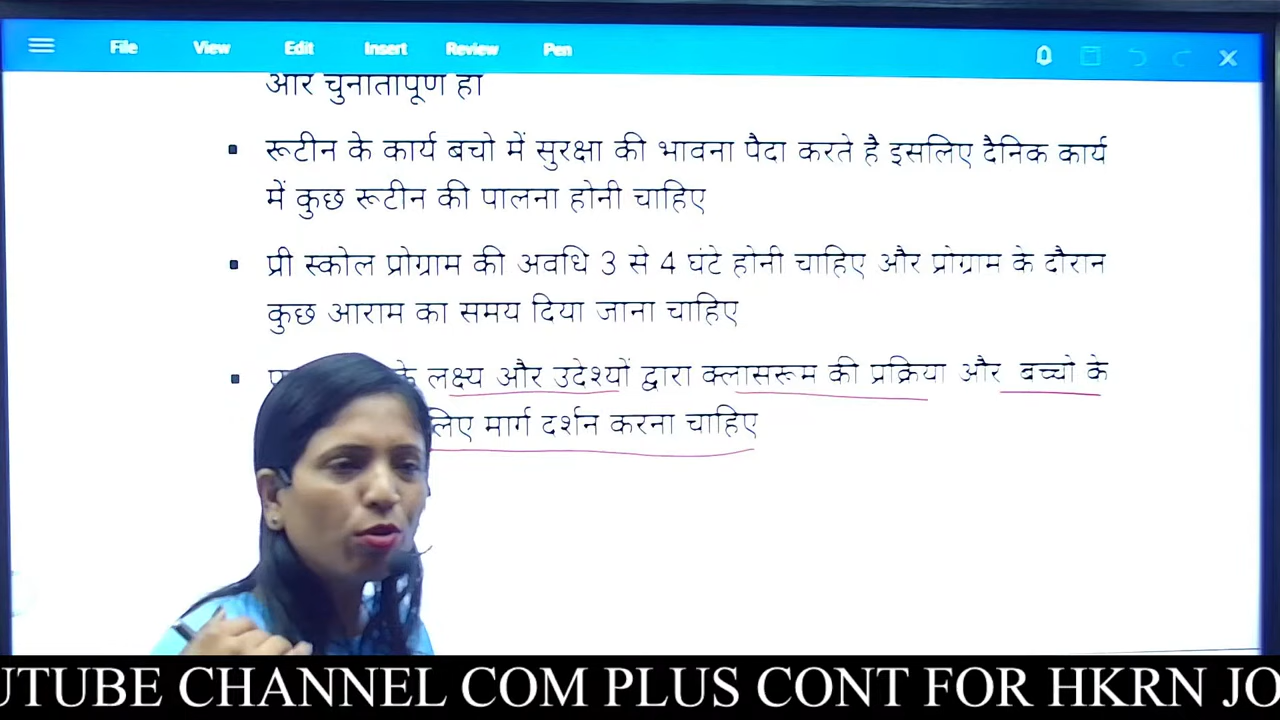 File View Edit Insert Review Pen
और चुनौतीपूर्ण हो
रूटीन के कार्य बचो में सुरक्षा की भावना पैदा करते है इसलिए दैनिक कार्य
में कुछ रूटीन की पालना होनी चाहिए
प्री स्कोल प्रोग्राम की अवधि 3 से 4 घंटे होनी चाहिए और प्रोग्राम के दौरान
कुछ आराम का समय दिया जाना चाहिए
के लक्ष्य और उदेश्यों द्वारा क्लासरूम की प्रक्रिया और बच्चो के
लिए मार्ग दर्शन करना चाहिए
UTUBE CHANNEL COM PLUS CONT FOR HKRN JO